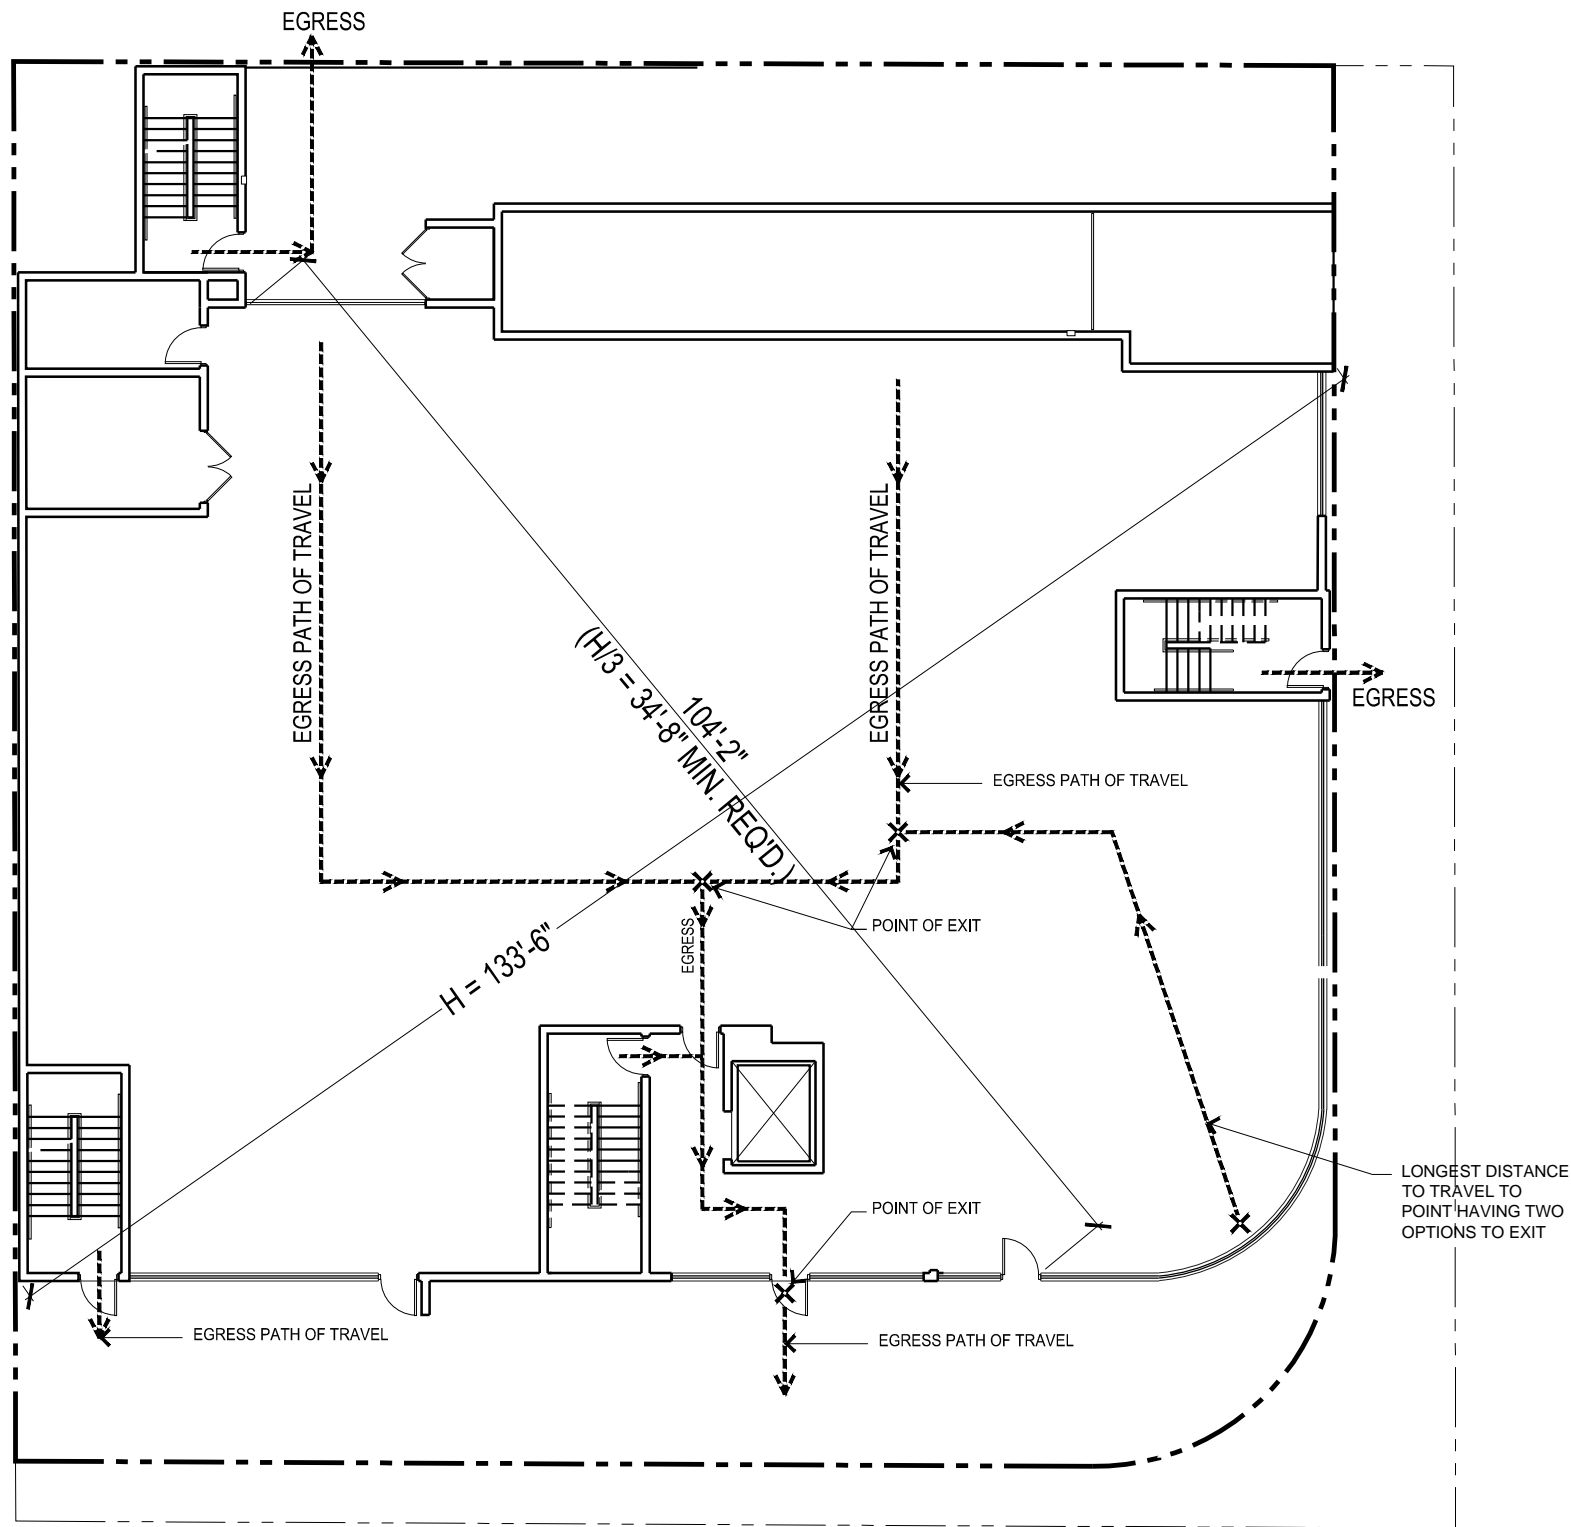 EGRESS
EGRESS PATH OF TRAVEL
EGRESS PATH OF TRAVEL
104'-2"
(H/3 = 34'-8" MIN. REQ'D.)
EGRESS
EGRESS PATH OF TRAVEL
POINT OF EXIT
EGRESS
H = 133'-6"
LONGEST DISTANCE
TO TRAVEL TO
POINT HAVING TWO
OPTIONS TO EXIT
POINT OF EXIT
EGRESS PATH OF TRAVEL
EGRESS PATH OF TRAVEL